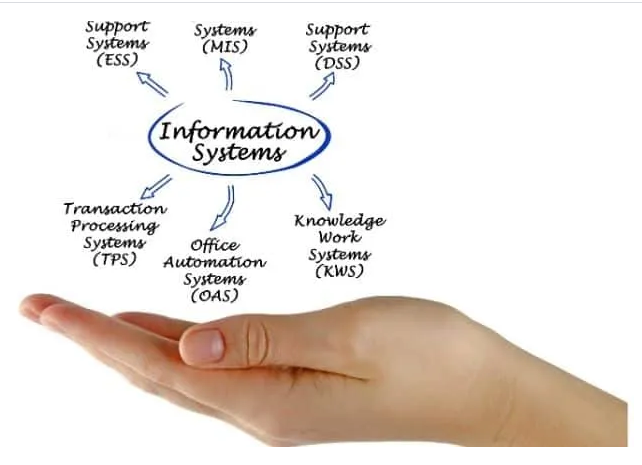 Support
Systems
(ESS)
Systems
(MIS)
Support
Systems
(DSS)
Information
Systems
Transaction
Processing
Systems
(TPS)
Office
Automation
Systems
(OAS)
Knowledge
Work
Systems
(KWS)